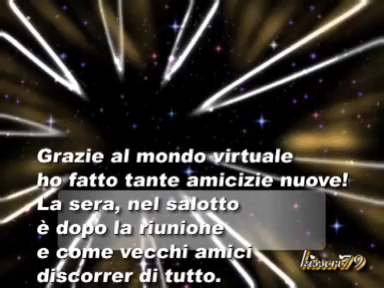 Grazie al mondo virtuale
ho fatto tante amicizie nuove!
La sera, nel salotto
è dopo la riunione
e come vecchi amici
discorrer di tutto.